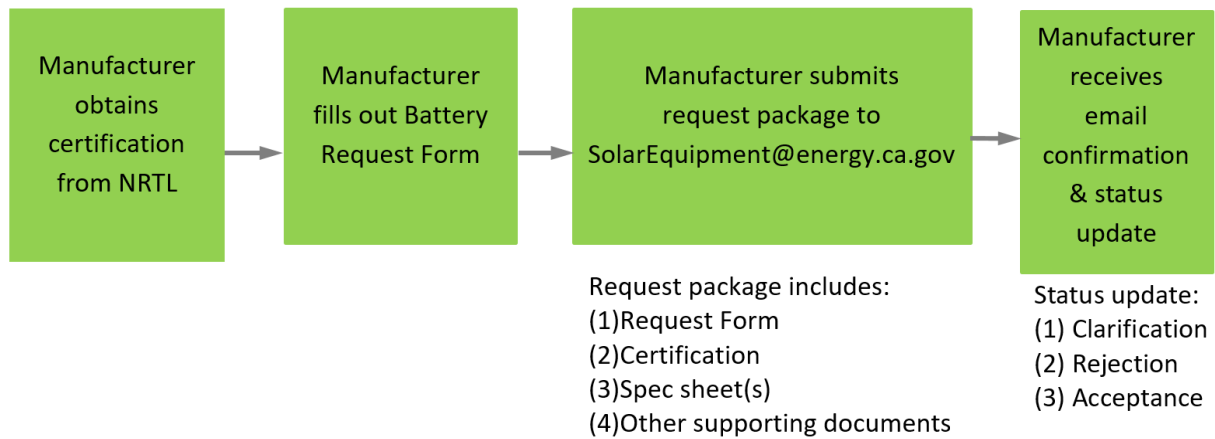 Manufacturer
obtains
certification
from NRTL
Manufacturer
fills out Battery
Request Form
Manufacturer submits
request package to
SolarEquipment@energy.ca.gov
Manufacturer
receives
email
confirmation
& status
update
Request package includes:
(1)Request Form
(2)Certification
(3)Spec sheet(s)
(4)Other supporting documents
Status update:
(1) Clarification
(2) Rejection
(3) Acceptance